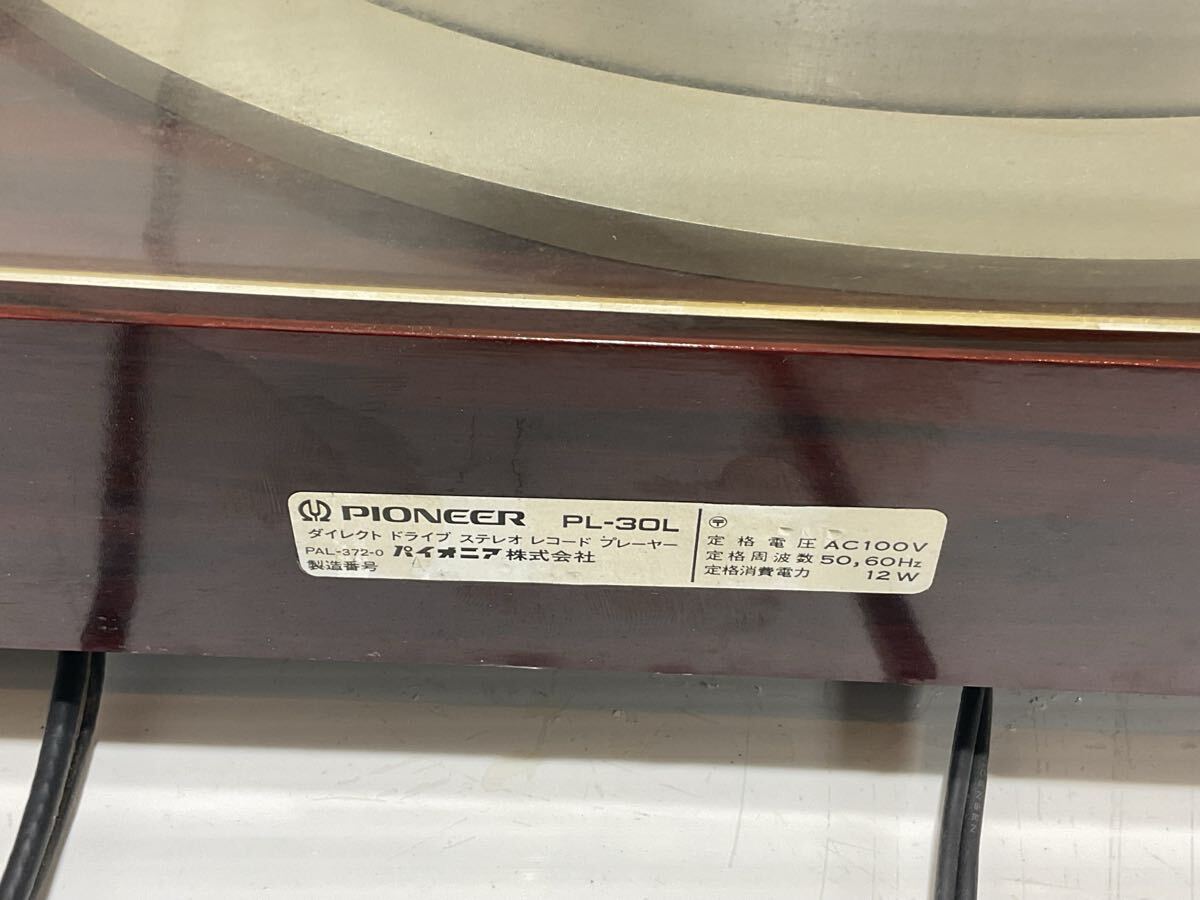 PIONEER PL-30L
ダイレクト ドライブ ステレオ レコード プレーヤー
PAL-372-0 パイオニア株式会社
製造番号
〒
定格電圧 AC100V
定格周波数 50,60Hz
定格消費電力 12W